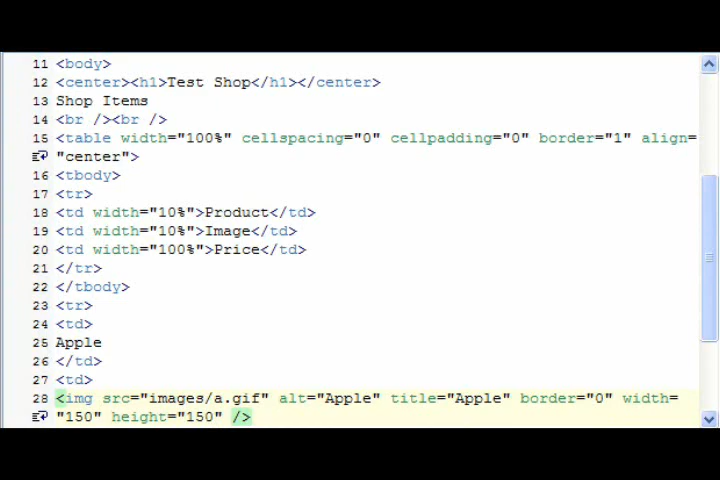 11 <body>
12 <center><h1>Test Shop</h1></center>
13 Shop Items
14 <br /><br />
15 <table width="100%" cellspacing="0" cellpadding="0" border="1" align=
"center">
16 <tbody>
17 <tr>
18 <td width="10%">Product</td>
19 <td width="10%">Image</td>
20 <td width="100%">Price</td>
21 </tr>
22 </tbody>
23 <tr>
24 <td>
25 Apple
26 </td>
27 <td>
28 <img src="images/a.gif" alt="Apple" title="Apple" border="0" width=
"150" height="150" />